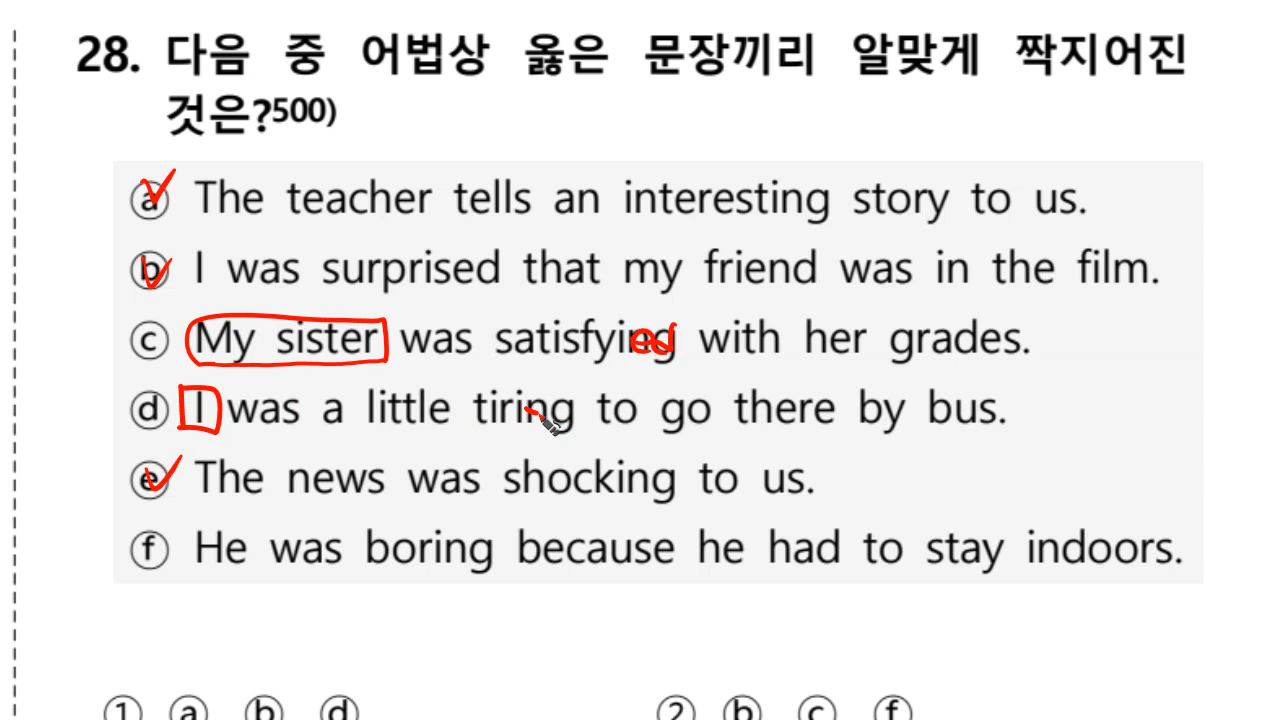 28. 다음 중 어법상 옳은 문장끼리 알맞게 짝지어진
것은?500)
ⓐ The teacher tells an interesting story to us.
ⓑ I was surprised that my friend was in the film.
ⓒ My sister was satisfying with her grades.
ⓓ I was a little tiring to go there by bus.
ⓔ The news was shocking to us.
ⓕ He was boring because he had to stay indoors.
① ⓐ ⓑ ⓓ ② ⓑ ⓒ ⓕ